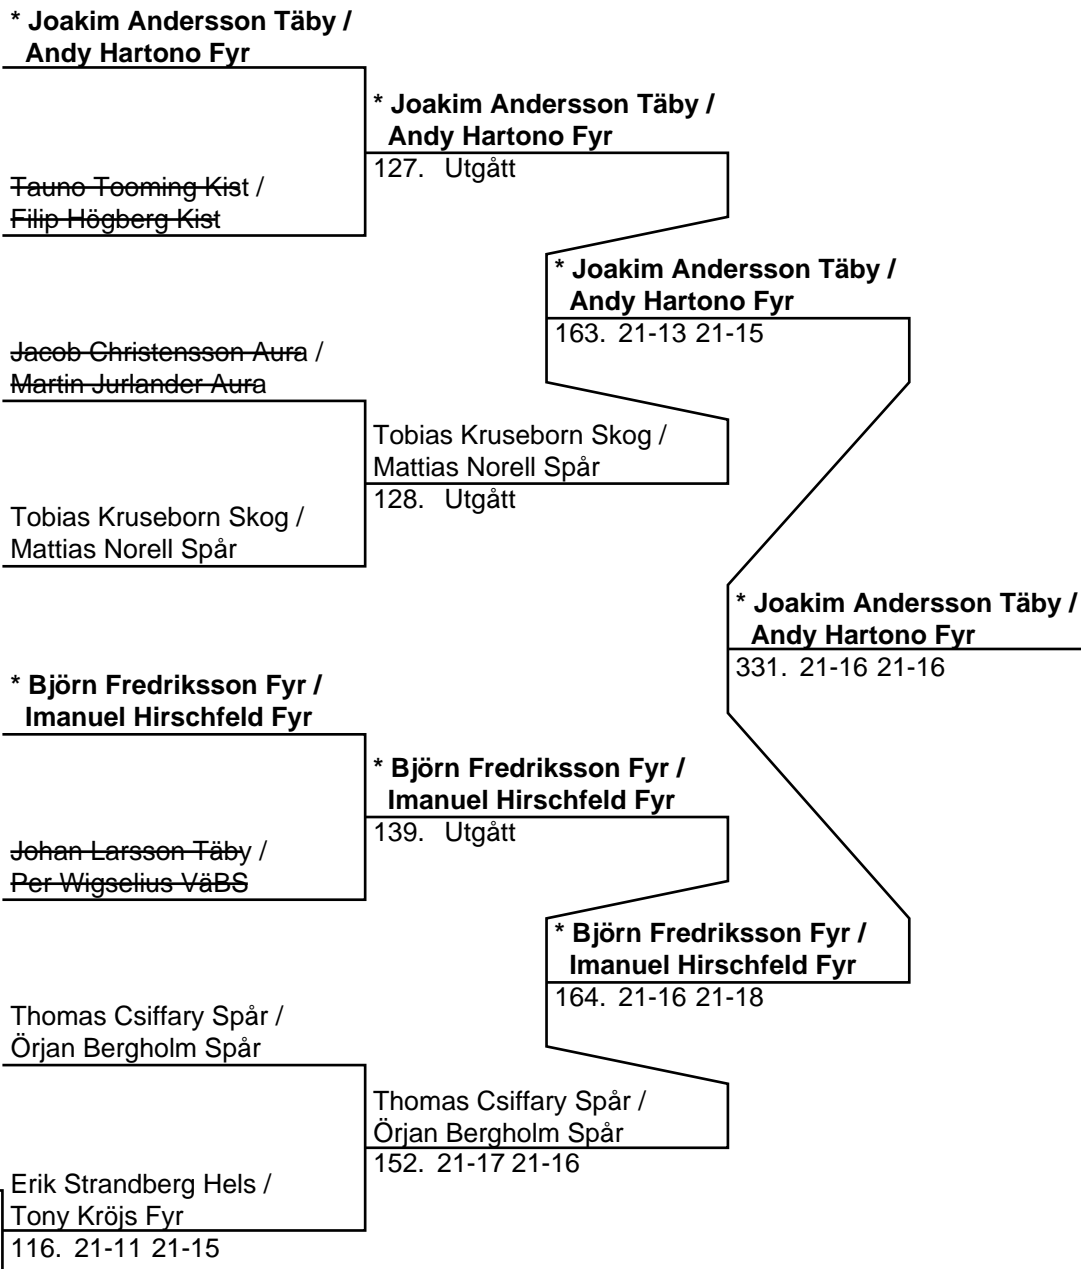 * Joakim Andersson Täby /
Andy Hartono Fyr
* Joakim Andersson Täby /
Andy Hartono Fyr
127. Utgått
Tauno Tooming Kist /
Filip Högberg Kist
* Joakim Andersson Täby /
Andy Hartono Fyr
163. 21-13 21-15
Jacob Christensson Aura /
Martin Jurlander Aura
Tobias Kruseborn Skog /
Mattias Norell Spår
128. Utgått
Tobias Kruseborn Skog /
Mattias Norell Spår
* Joakim Andersson Täby /
Andy Hartono Fyr
331. 21-16 21-16
* Björn Fredriksson Fyr /
Imanuel Hirschfeld Fyr
* Björn Fredriksson Fyr /
Imanuel Hirschfeld Fyr
139. Utgått
Johan Larsson Täby /
Per Wigselius VäBS
* Björn Fredriksson Fyr /
Imanuel Hirschfeld Fyr
164. 21-16 21-18
Thomas Csiffary Spår /
Örjan Bergholm Spår
Thomas Csiffary Spår /
Örjan Bergholm Spår
152. 21-17 21-16
Erik Strandberg Hels /
Tony Kröjs Fyr
116. 21-11 21-15